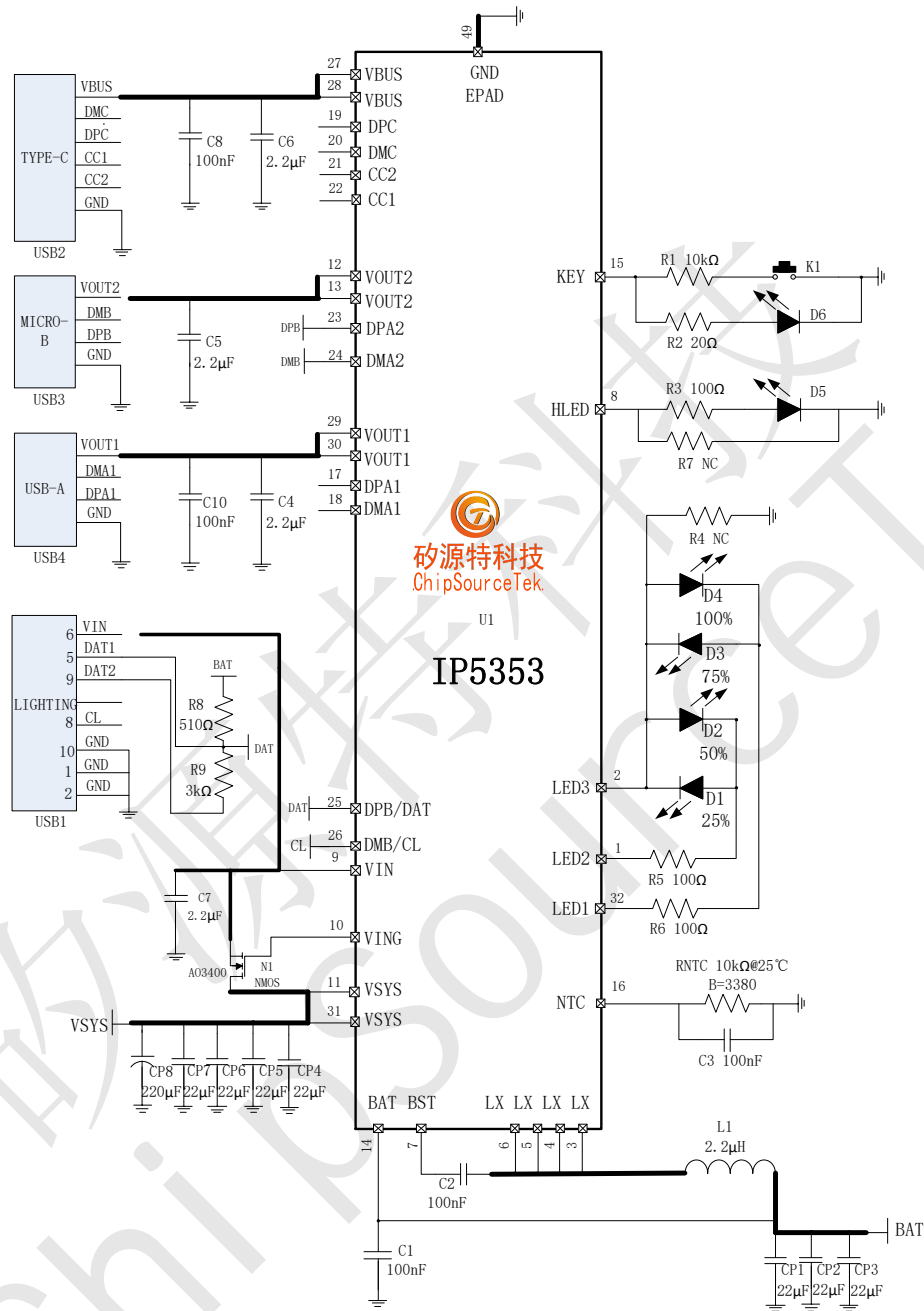 49
GND
EPAD
TYPE-C
VBUS
DMC
DPC
CC1
CC2
GND
USB2
C8
100nF
C6
2.2μF
27
VBUS
28
VBUS
19
DPC
20
DMC
21
CC2
22
CC1
MICRO-
B
VOUT2
DMB
DPB
GND
USB3
C5
2.2μF
12
VOUT2
13
VOUT2
DPB
23
DPA2
DMB
24
DMA2
USB-A
VOUT1
DMA1
DPA1
GND
USB4
C10
100nF
C4
2.2μF
29
VOUT1
30
VOUT1
17
DPA1
18
DMA1
矽源特科技
ChipSourceTek
U1
IP5353
KEY
15
R1 10kΩ
K1
R2 20Ω
D6
HLED
8
R3 100Ω
D5
R7 NC
R4 NC
D4
100%
D3
75%
D2
50%
D1
25%
LED3
2
LED2
1
R5 100Ω
LED1
32
R6 100Ω
NTC
16
RNTC 10kΩ@25℃
B=3380
C3 100nF
LIGHTING
6
VIN
5
DAT1
9
DAT2
8
CL
10
GND
1
GND
2
GND
USB1
BAT
R8
510Ω
DAT
R9
3kΩ
DAT
25
DPB/DAT
CL
26
DMB/CL
9
VIN
C7
2.2μF
10
VING
AO3400
N1
NMOS
11
VSYS
31
VSYS
VSYS
CP8
220μF
CP7
22μF
CP6
22μF
CP5
22μF
CP4
22μF
BAT
BST
LX
LX
LX
LX
14
7
6
5
4
3
C2
100nF
L1
2.2μH
C1
100nF
BAT
CP1
22μF
CP2
22μF
CP3
22μF
矽源特科技
ChipSourceT